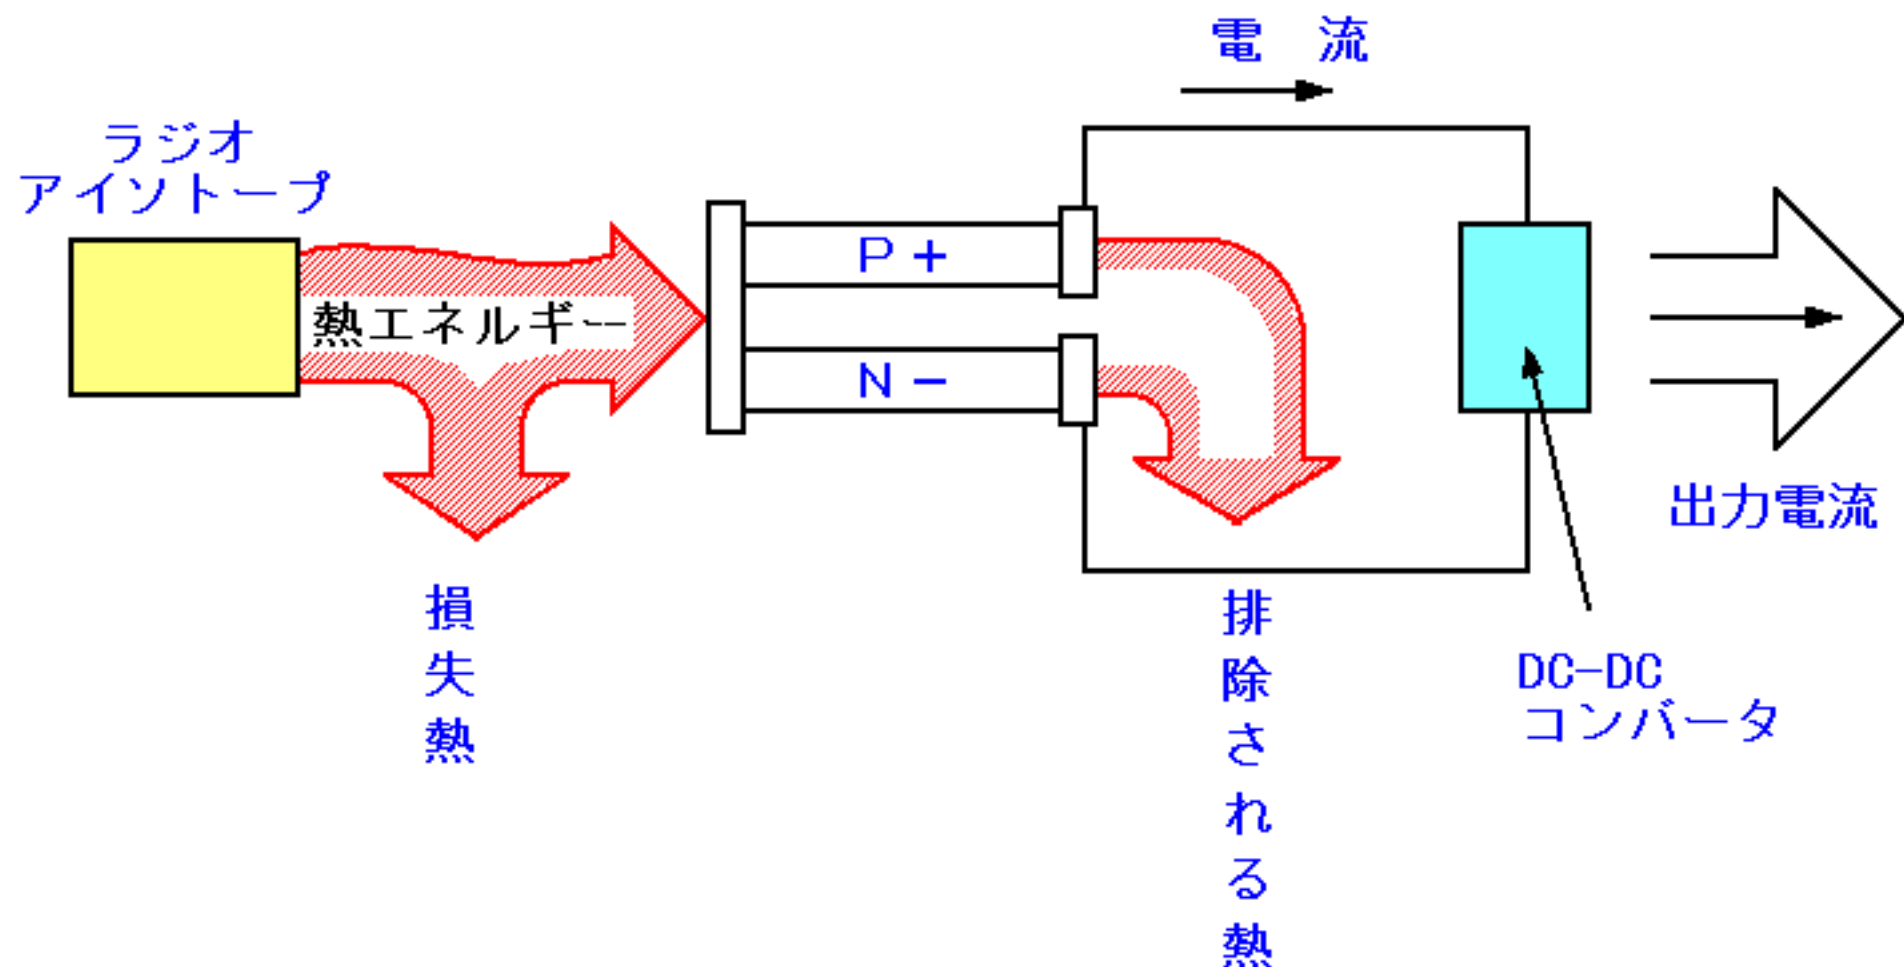 電 流
ラジオ
アイソトープ
P +
熱エネルギー
N -
出力電流
損失熱
排除される熱
DC-DC
コンバータ